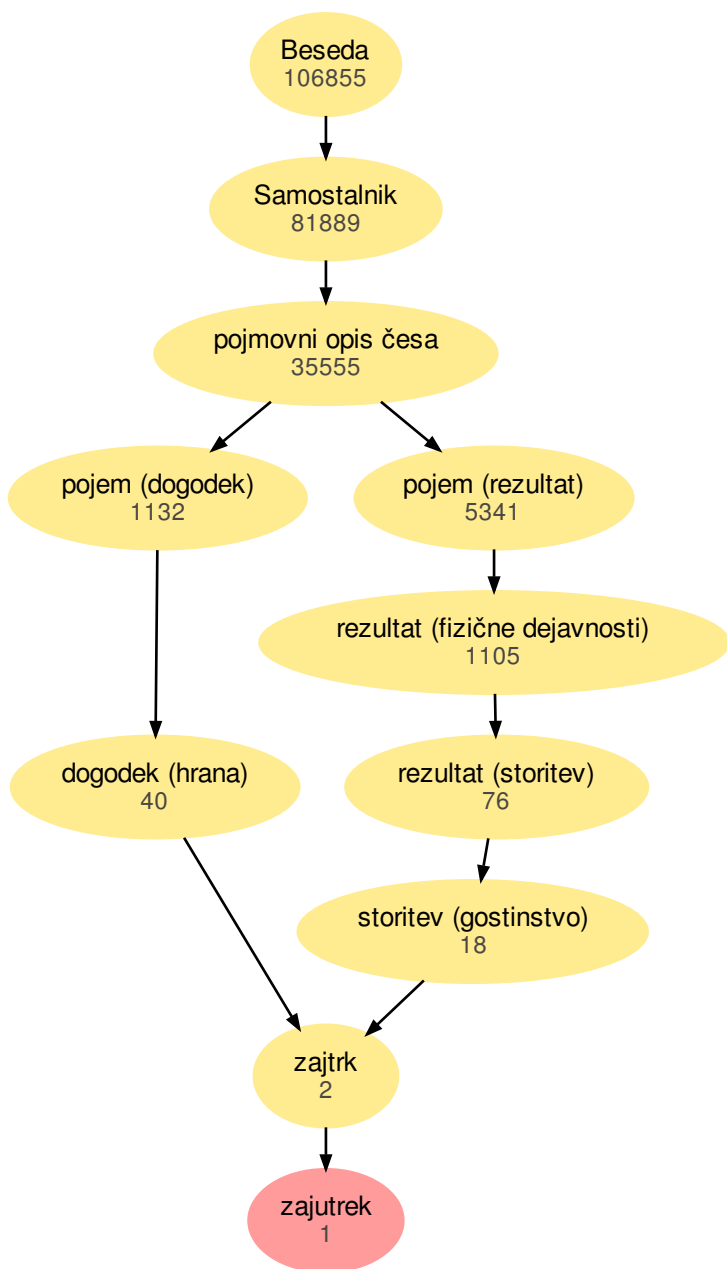 Beseda
106855
Samostalnik
81889
pojmovni opis česa
35555
pojem (dogodek)
1132
pojem (rezultat)
5341
rezultat (fizične dejavnosti)
1105
dogodek (hrana)
40
rezultat (storitev)
76
storitev (gostinstvo)
18
zajtrk
2
zajutrek
1